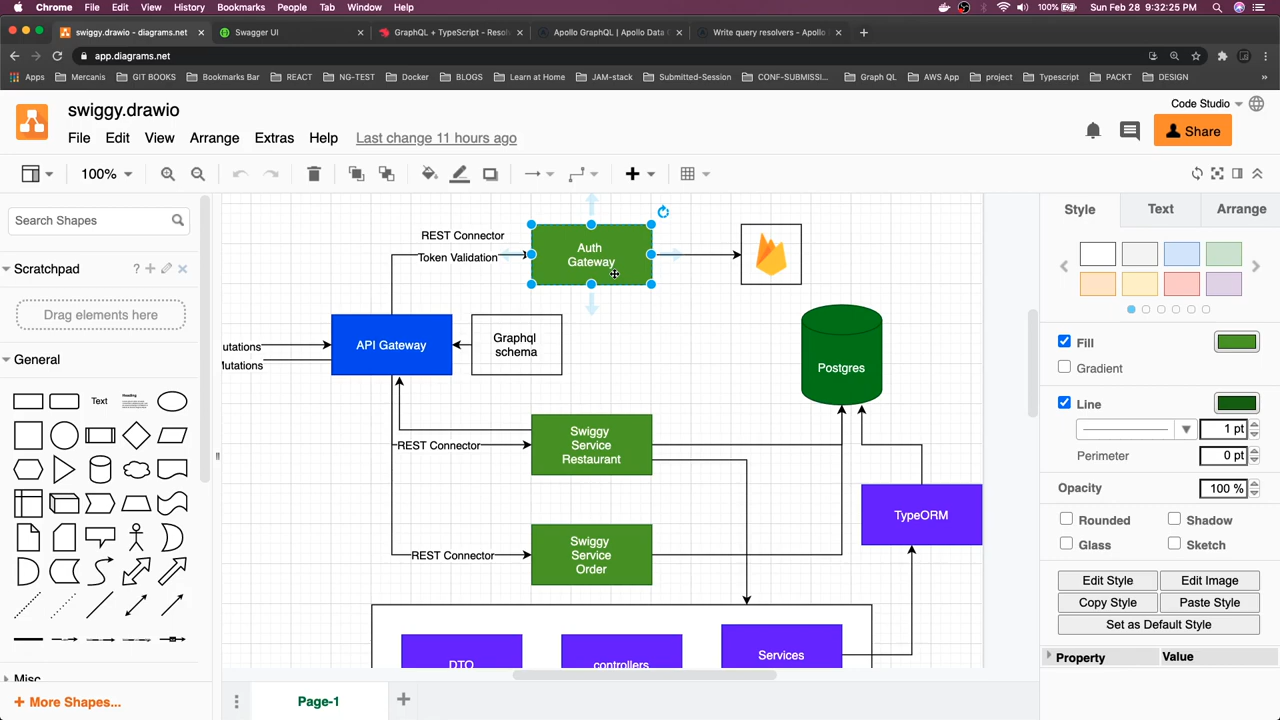 Chrome File Edit View History Bookmarks People Tab Window Help
100% Sun Feb 28 9:32:25 PM
swiggy.drawio - diagrams.net
Swagger UI
GraphQL + TypeScript - Resol
Apollo GraphQL | Apollo Data
Write query resolvers - Apollo
app.diagrams.net
Apps Mercanis GIT BOOKS Bookmarks Bar REACT NG-TEST Docker BLOGS Learn at Home JAM-stack Submitted-Session CONF-SUBMISSI... Graph QL AWS App project Typescript PACKT DESIGN
swiggy.drawio
Code Studio
File Edit View Arrange Extras Help Last change 11 hours ago
Share
100%
Search Shapes
Scratchpad
?
Drag elements here
General
Text
Heading
Misc
+ More Shapes...
REST Connector
Token Validation
Auth
Gateway
utations
Mutations
API Gateway
Graphql
schema
Postgres
REST Connector
Swiggy
Service
Restaurant
TypeORM
REST Connector
Swiggy
Service
Order
DTO
controllers
Services
Page-1
Style Text Arrange
Fill
Gradient
Line
1 pt
Perimeter
0 pt
Opacity
100 %
Rounded Shadow
Glass Sketch
Edit Style Edit Image
Copy Style Paste Style
Set as Default Style
Property Value